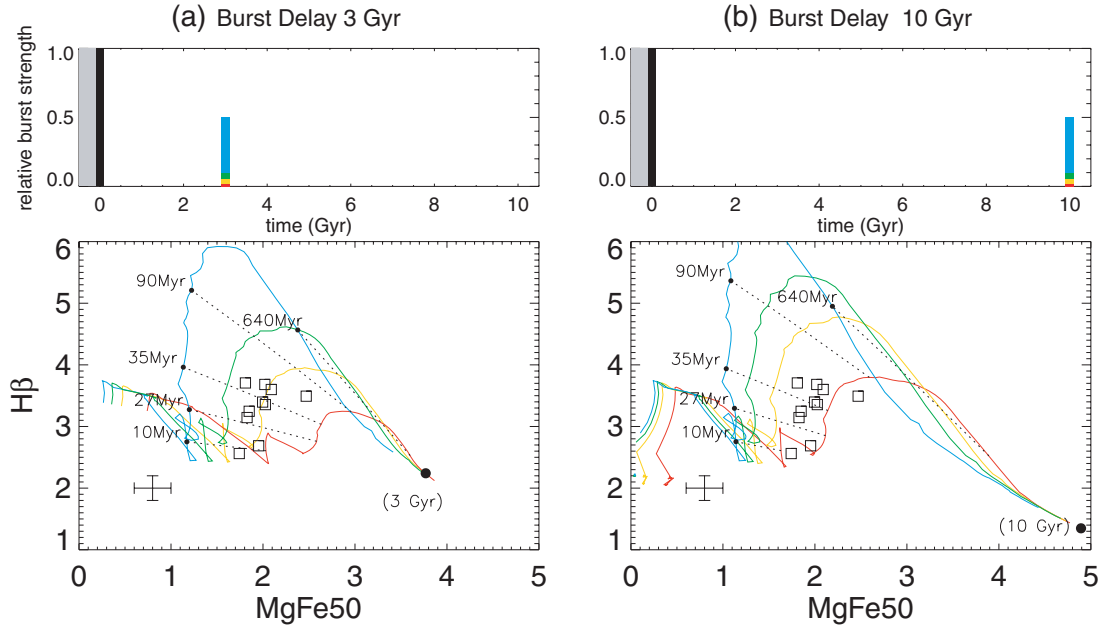 (a) Burst Delay 3 Gyr
relative burst strength
1.0
0.5
0.0
0 2 4 6 8 10
time (Gyr)
6
5
4
3
2
1
Hβ
90Myr
640Myr
35Myr
27Myr
10Myr
(3 Gyr)
0 1 2 3 4 5
MgFe50
(b) Burst Delay 10 Gyr
1.0
0.5
0.0
0 2 4 6 8 10
time (Gyr)
6
5
4
3
2
1
90Myr
640Myr
35Myr
27Myr
10Myr
(10 Gyr)
0 1 2 3 4 5
MgFe50